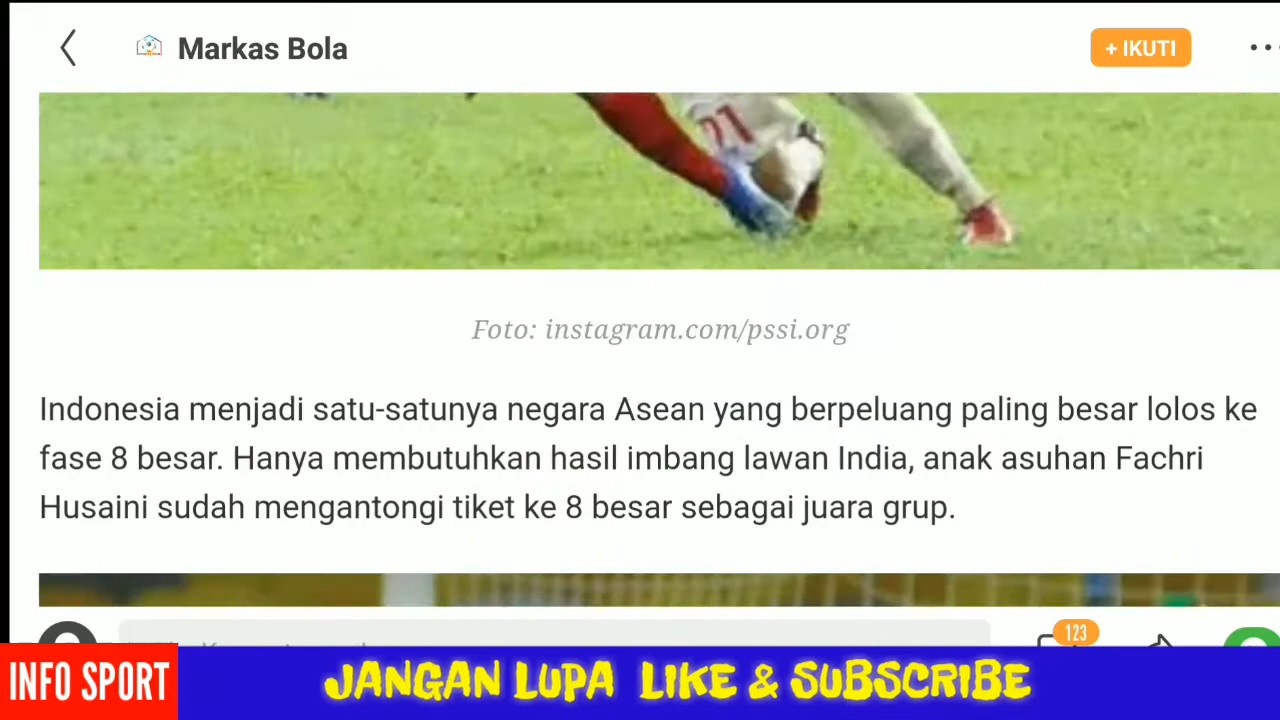 Markas Bola
+ IKUTI
Foto: instagram.com/pssi.org
Indonesia menjadi satu-satunya negara Asean yang berpeluang paling besar lolos ke
fase 8 besar. Hanya membutuhkan hasil imbang lawan India, anak asuhan Fachri
Husaini sudah mengantongi tiket ke 8 besar sebagai juara grup.
123
INFO SPORT
JANGAN LUPA LIKE & SUBSCRIBE